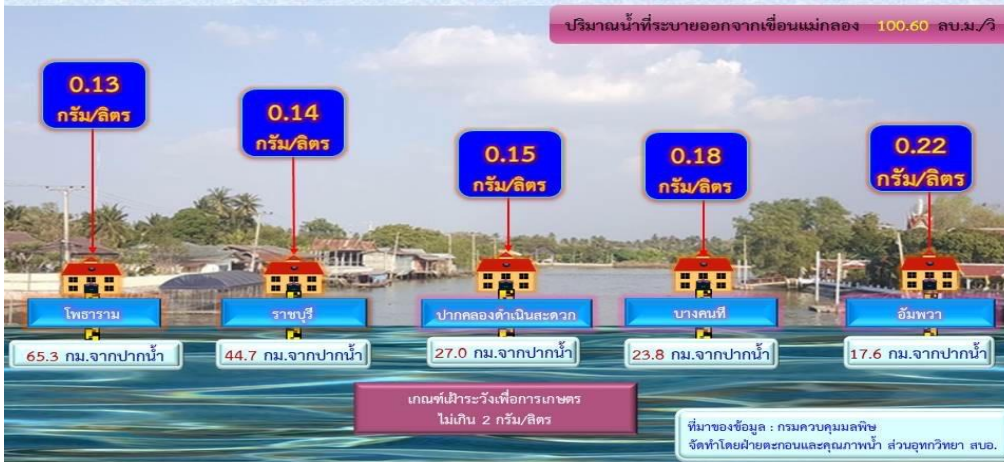 ปริมาณน้ำที่ระบายออกจากเขื่อนแม่กลอง 100.60 ลบ.ม./วิ
0.13
กรัม/ลิตร
0.14
กรัม/ลิตร
0.15
กรัม/ลิตร
0.18
กรัม/ลิตร
0.22
กรัม/ลิตร
โพธาราม
ราชบุรี
ปากคลองดำเนินสะดวก
บางคนที
อัมพวา
65.3 กม.จากปากน้ำ
44.7 กม.จากปากน้ำ
27.0 กม.จากปากน้ำ
23.8 กม.จากปากน้ำ
17.6 กม.จากปากน้ำ
เกณฑ์เฝ้าระวังเพื่อการเกษตร
ไม่เกิน 2 กรัม/ลิตร
ที่มาของข้อมูล : กรมควบคุมมลพิษ
จัดทำโดยฝ่ายตะกอนและคุณภาพน้ำ ส่วนอุทกวิทยา สบอ.